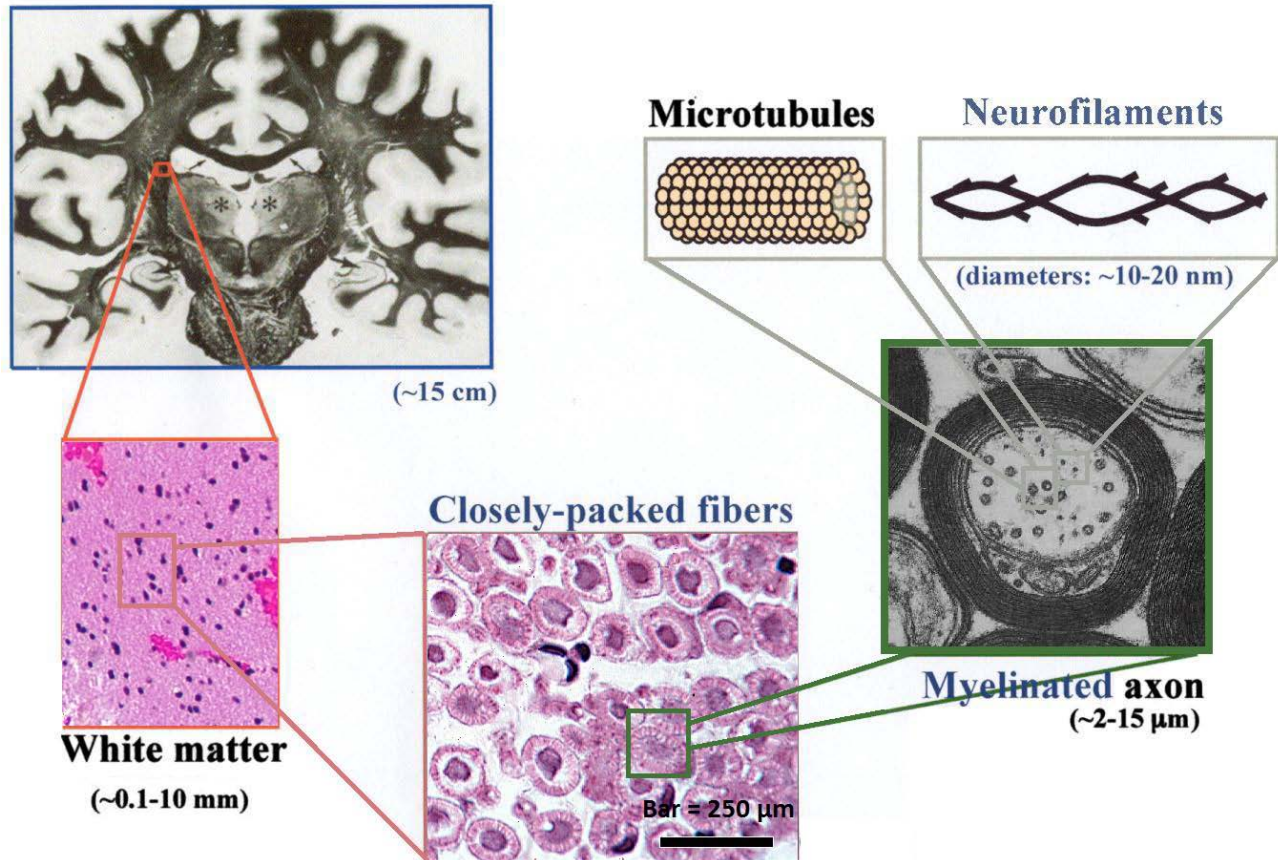 Microtubules
Neurofilaments
(diameters: ~10-20 nm)
(~15 cm)
Closely-packed fibers
Myelinated axon
(~2-15 µm)
White matter
(~0.1-10 mm)
Bar = 250 µm